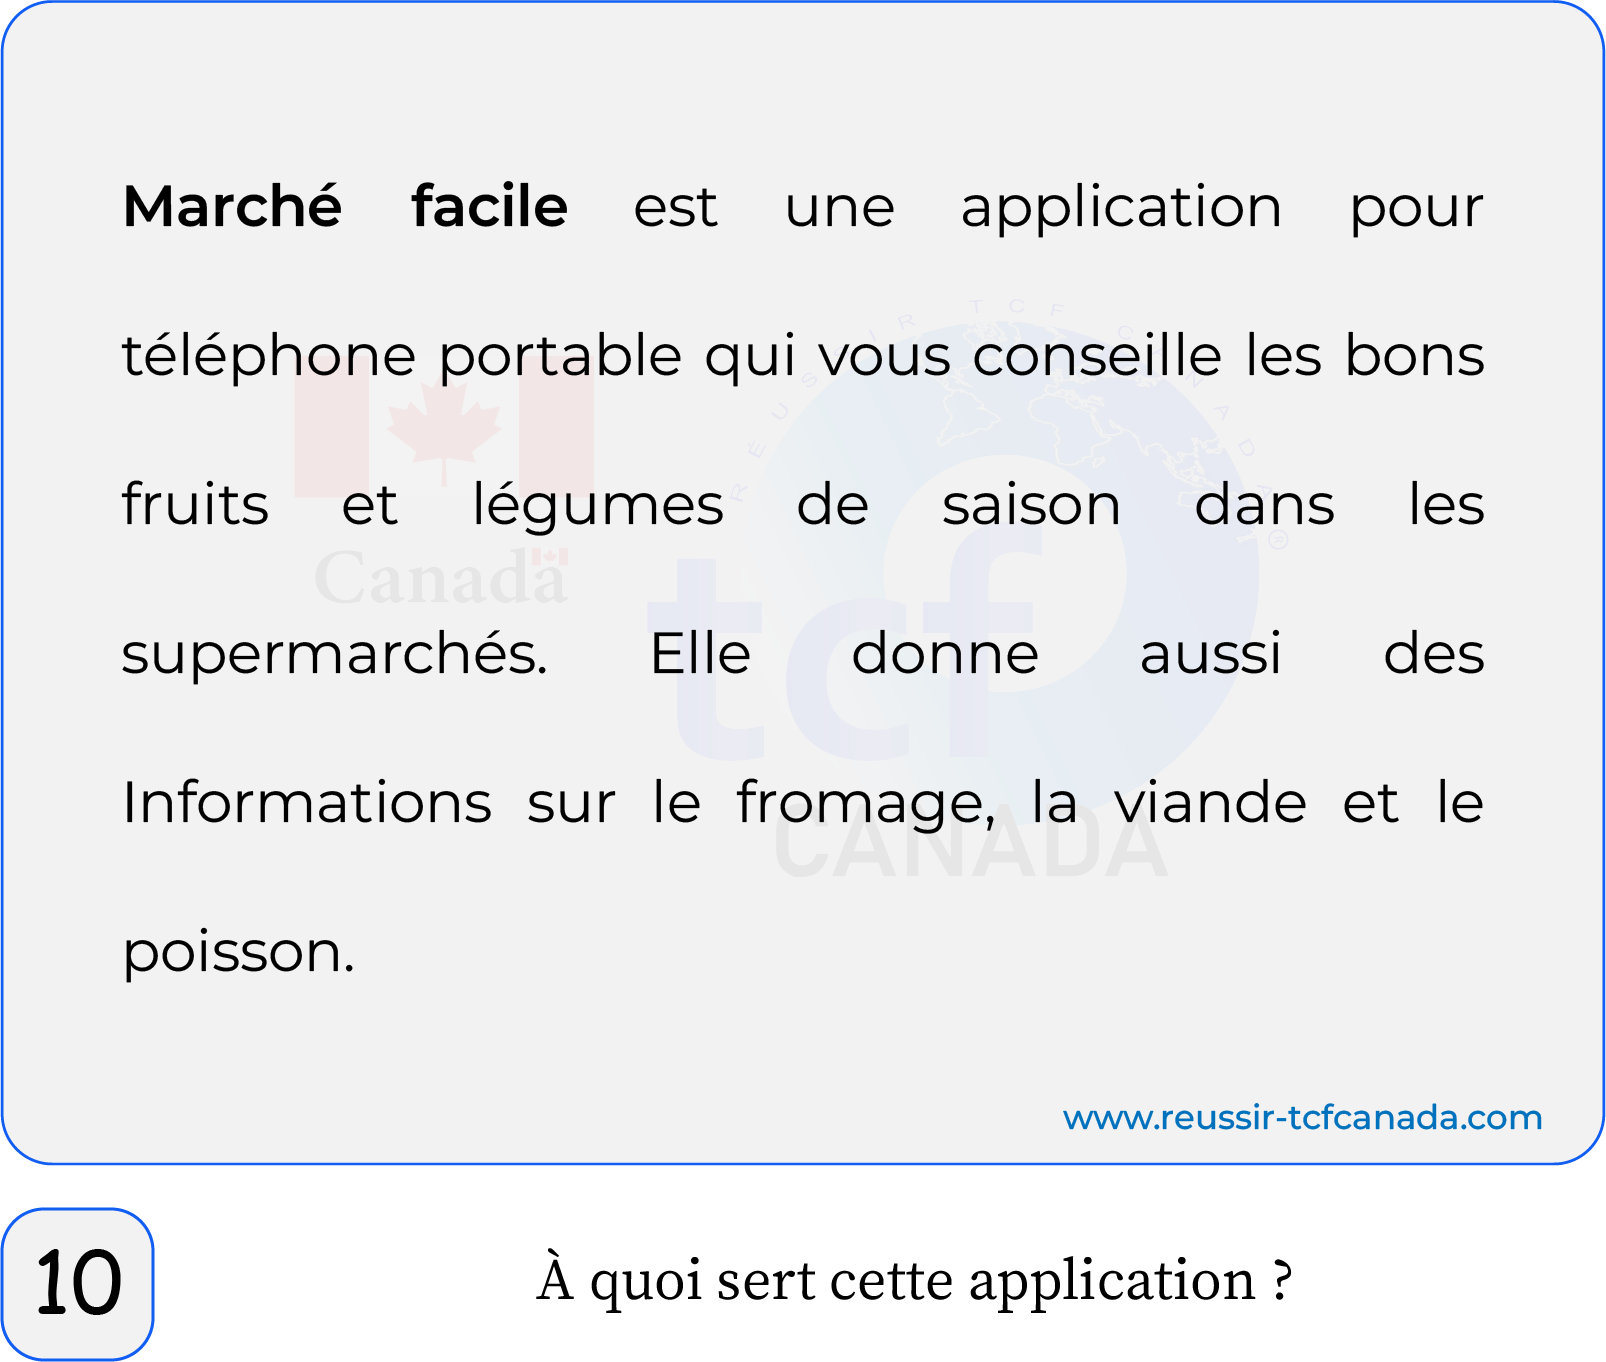 Marché facile est une application pour
téléphone portable qui vous conseille les bons
fruits et légumes de saison dans les
supermarchés. Elle donne aussi des
Informations sur le fromage, la viande et le
poisson.
RÉUSSIR TCF CANADA®
Canada
tcf
CANADA
www.reussir-tcfcanada.com
10
À quoi sert cette application ?